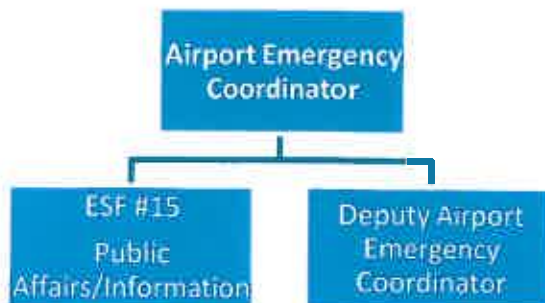 Airport Emergency
Coordinator
ESF #15
Public
Affairs/Information
Deputy Airport
Emergency
Coordinator